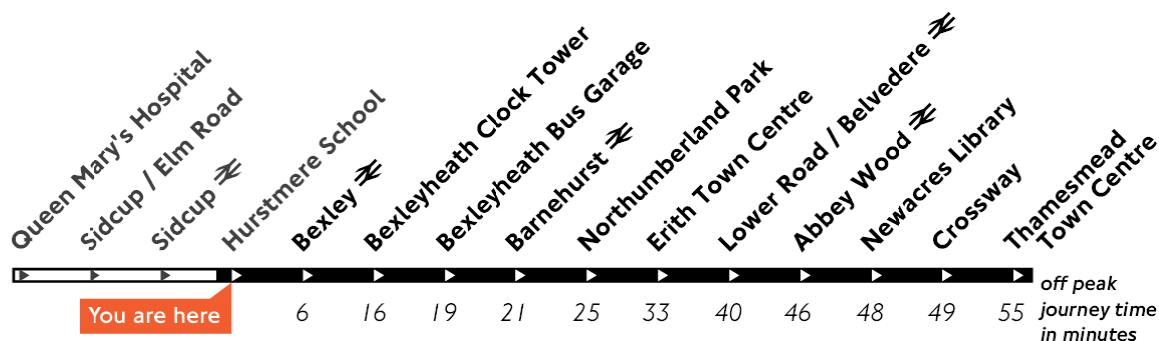 Queen Mary's Hospital
Sidcup / Elm Road
Sidcup
Hurstmere School
Bexley
Bexleyheath Clock Tower
Bexleyheath Bus Garage
Barnehurst
Northumberland Park
Erith Town Centre
Lower Road / Belvedere
Abbey Wood
Newacres Library
Crossway
Thamesmead
Town Centre
You are here
6 16 19 21 25 33 40 46 48 49 55
off peak
journey time
in minutes